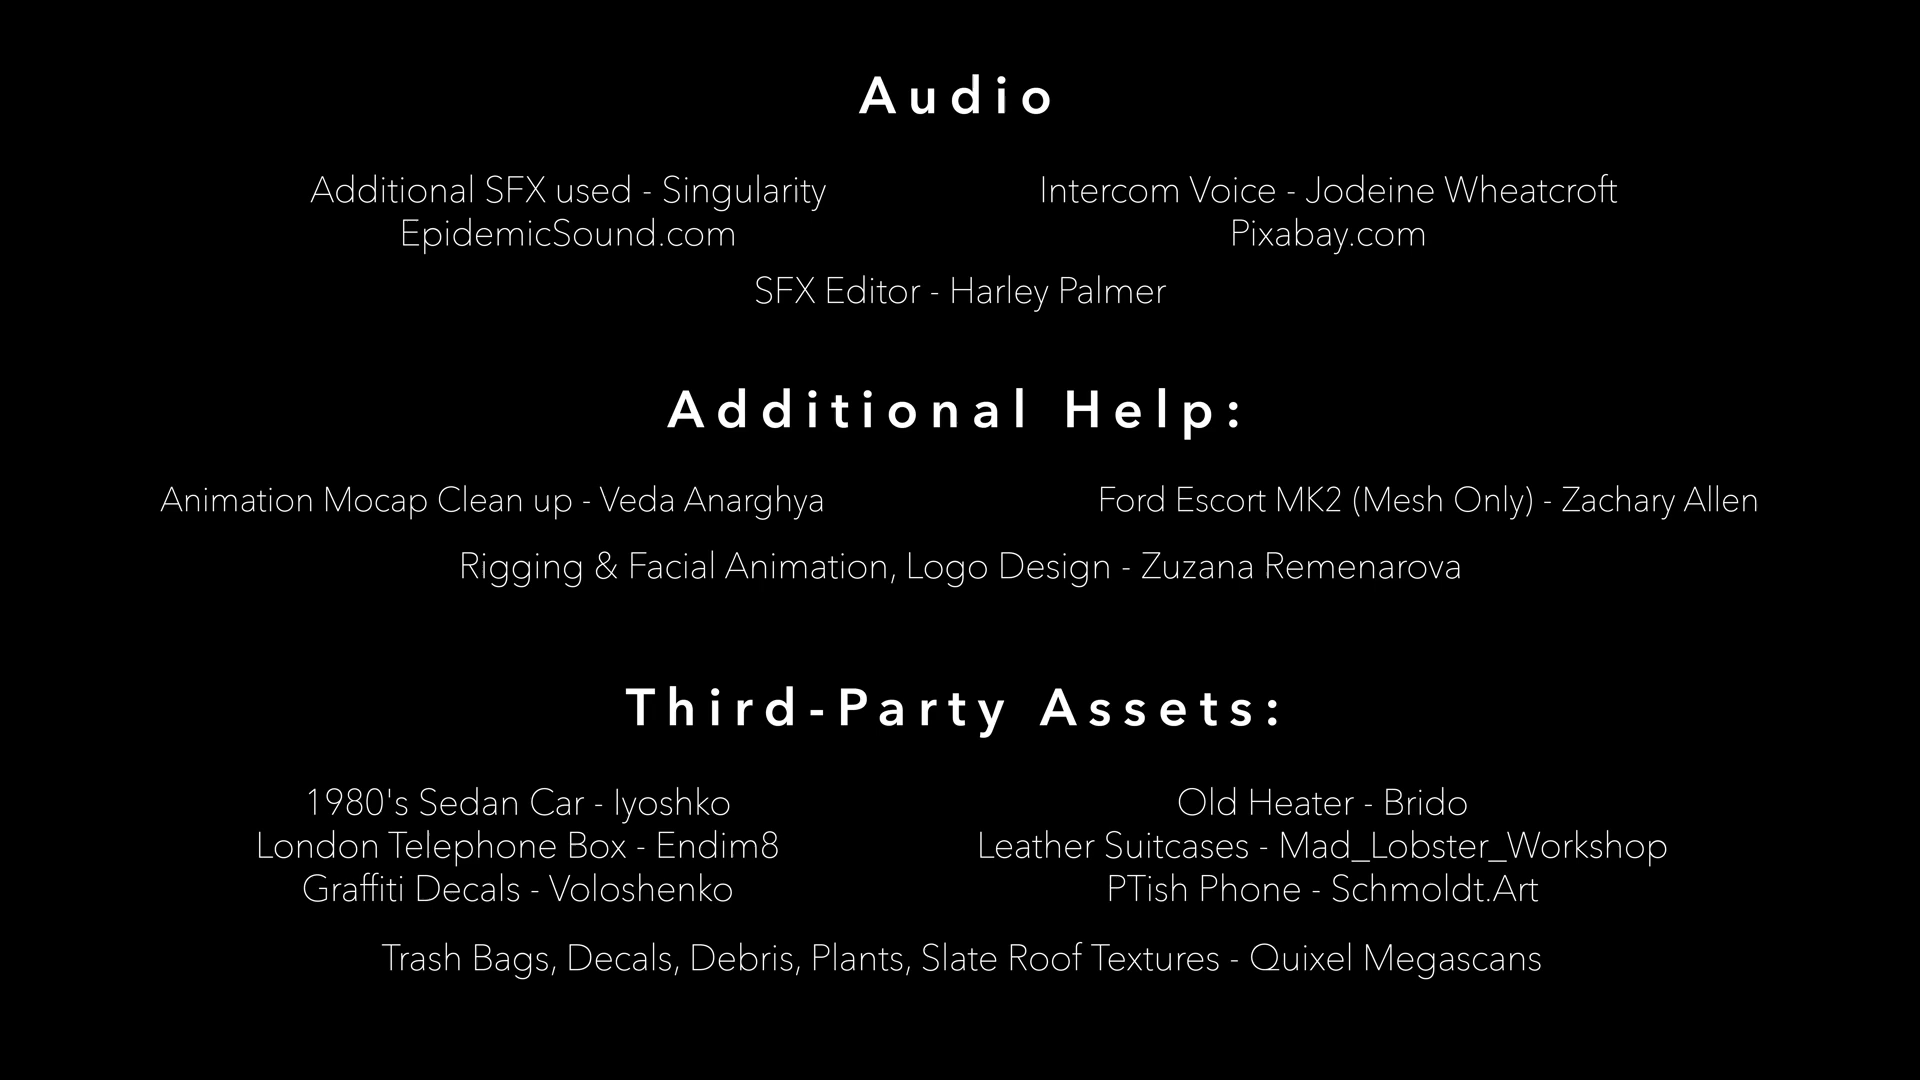 Audio
Additional SFX used - Singularity
EpidemicSound.com
Intercom Voice - Jodeine Wheatcroft
Pixabay.com
SFX Editor - Harley Palmer
Additional Help:
Animation Mocap Clean up - Veda Anarghya
Ford Escort MK2 (Mesh Only) - Zachary Allen
Rigging & Facial Animation, Logo Design - Zuzana Remenarova
Third-Party Assets:
1980's Sedan Car - Iyoshko
London Telephone Box - Endim8
Graffiti Decals - Voloshenko
Old Heater - Brido
Leather Suitcases - Mad_Lobster_Workshop
PTish Phone - Schmoldt.Art
Trash Bags, Decals, Debris, Plants, Slate Roof Textures - Quixel Megascans